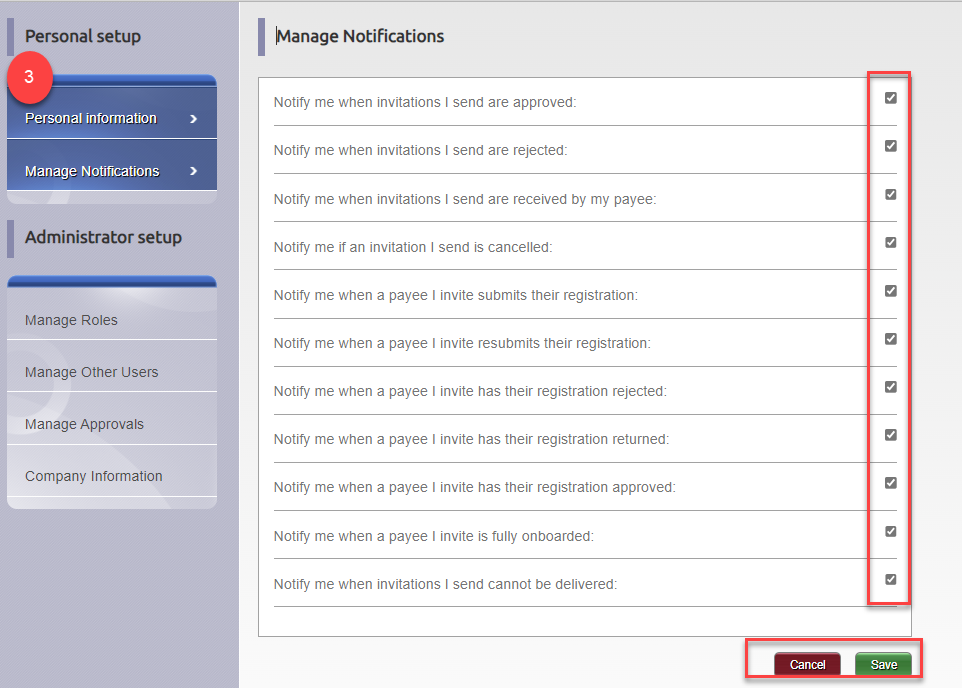 Personal setup
3
Personal information
Manage Notifications
Administrator setup
Manage Roles
Manage Other Users
Manage Approvals
Company Information
Manage Notifications
Notify me when invitations I send are approved:
Notify me when invitations I send are rejected:
Notify me when invitations I send are received by my payee:
Notify me if an invitation I send is cancelled:
Notify me when a payee I invite submits their registration:
Notify me when a payee I invite resubmits their registration:
Notify me when a payee I invite has their registration rejected:
Notify me when a payee I invite has their registration returned:
Notify me when a payee I invite has their registration approved:
Notify me when a payee I invite is fully onboarded:
Notify me when invitations I send cannot be delivered:
Cancel Save